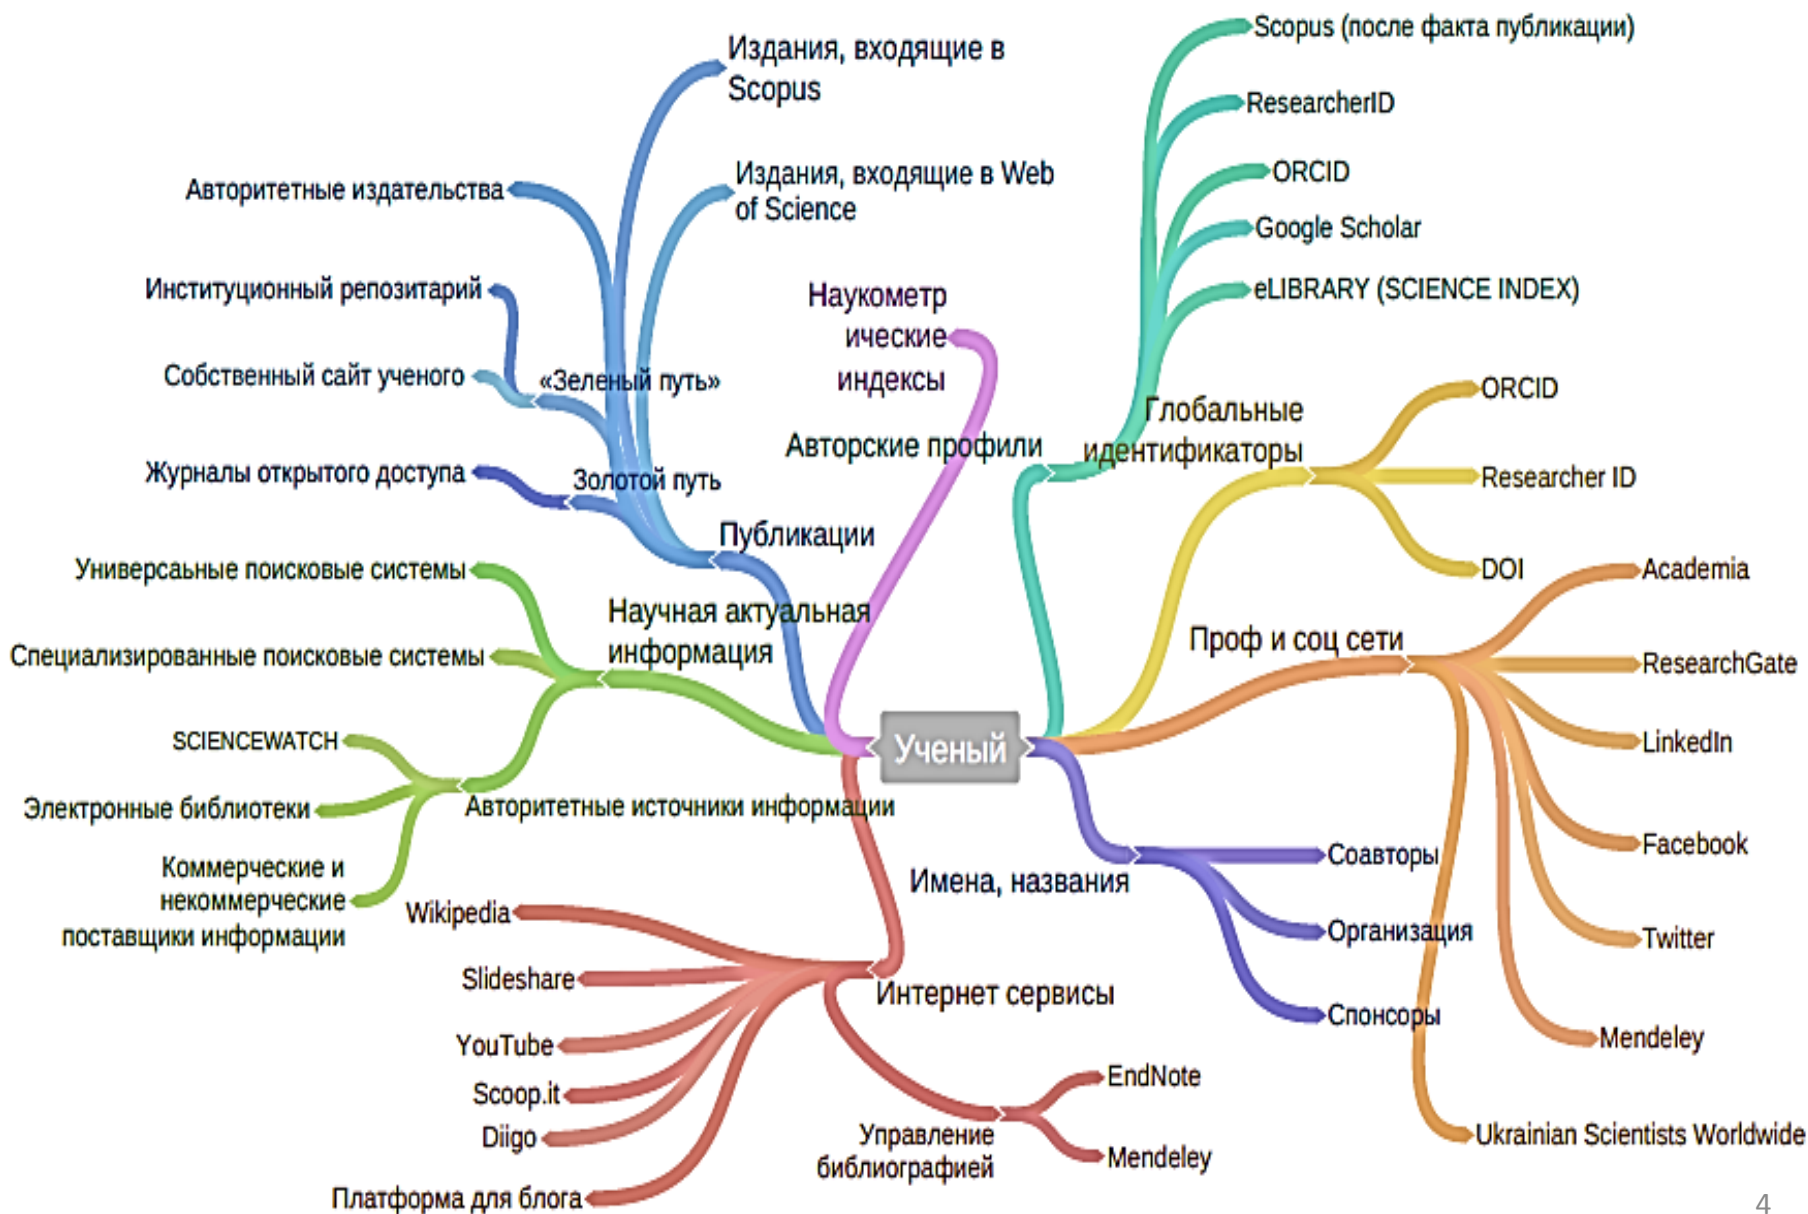 Издания, входящие в
Scopus
Авторитетные издательства
Издания, входящие в Web
of Science
Институционный репозитарий
Собственный сайт ученого
«Зеленый путь»
Журналы открытого доступа
Золотой путь
Публикации
Наукометр
ические
индексы
Scopus (после факта публикации)
ResearcherID
ORCID
Google Scholar
eLIBRARY (SCIENCE INDEX)
Авторские профили
Глобальные
идентификаторы
ORCID
Researcher ID
DOI
Универсаьные поисковые системы
Научная актуальная
информация
Специализированные поисковые системы
SCIENCEWATCH
Электронные библиотеки
Авторитетные источники информации
Коммерческие и
некоммерческие
поставщики информации
Ученый
Проф и соц сети
Academia
ResearchGate
LinkedIn
Facebook
Twitter
Mendeley
Ukrainian Scientists Worldwide
Имена, названия
Соавторы
Организация
Спонсоры
Wikipedia
Slideshare
YouTube
Scoop.it
Diigo
Платформа для блога
Интернет сервисы
Управление
библиографией
EndNote
Mendeley
4